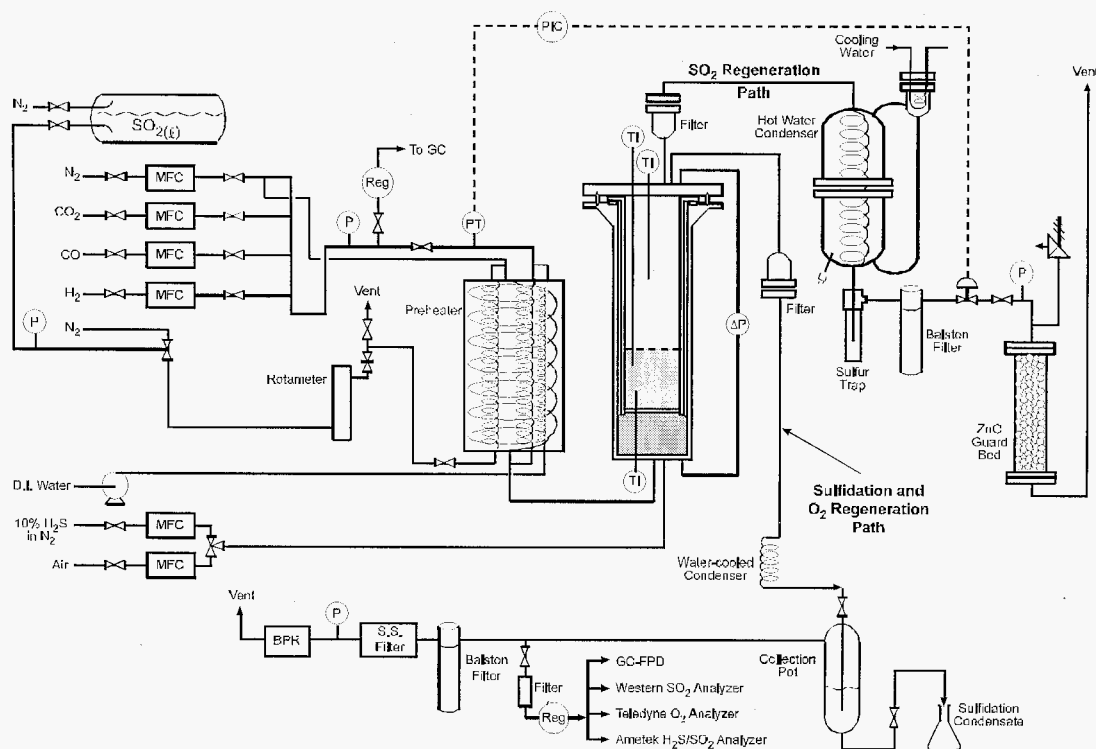 PIC
Cooling
Water
Vent
SO2 Regeneration
Path
N2
SO2(ℓ)
Filter
Hot Water
Condenser
TI
TI
To GC
N2
MFC
Reg
CO2
MFC
P
PT
CO
MFC
H2
MFC
Vent
Preheater
P
N2
Filter
ΔP
P
Balston
Filter
Sulfur
Trap
Rotameter
ZnO
Guard
Bed
TI
D.I. Water
Sulfidation and
O2 Regeneration
Path
10% H2S
in N2
MFC
Air
MFC
Water-cooled
Condenser
Vent
BPR
P
S.S.
Filter
Balston
Filter
Filter
Reg
GC-FPD
Western SO2 Analyzer
Teledyne O2 Analyzer
Ametek H2S/SO2 Analyzer
Collection
Pot
Sulfidation
Condensate